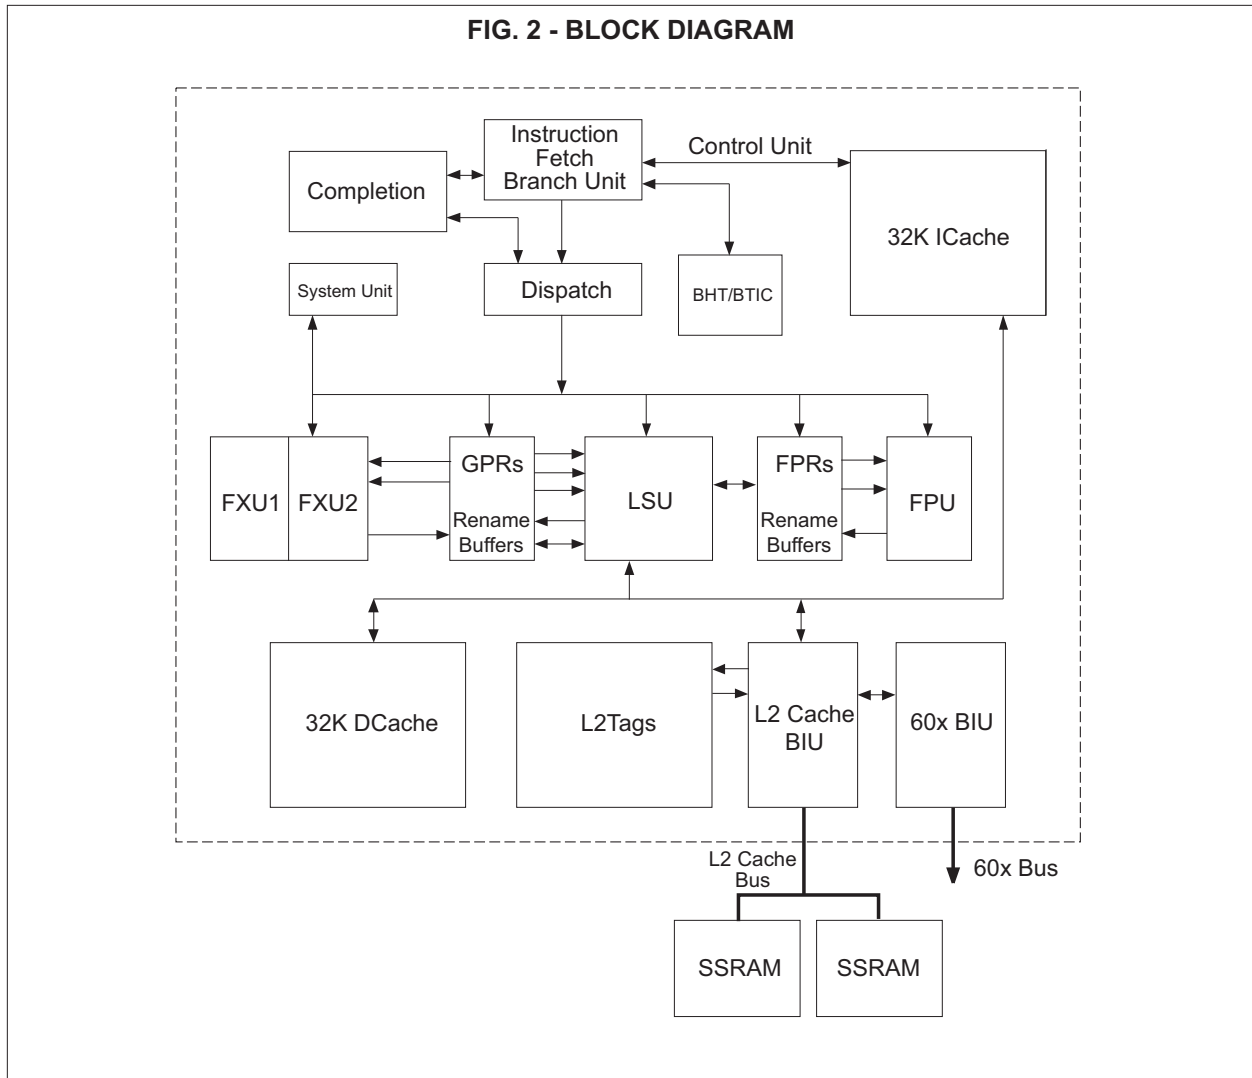 FIG. 2 - BLOCK DIAGRAM
Instruction
Fetch
Branch Unit
Control Unit
Completion
32K ICache
System Unit
Dispatch
BHT/BTIC
FXU1
FXU2
GPRs
Rename
Buffers
LSU
FPRs
Rename
Buffers
FPU
32K DCache
L2Tags
L2 Cache
BIU
60x BIU
L2 Cache
Bus
60x Bus
SSRAM
SSRAM